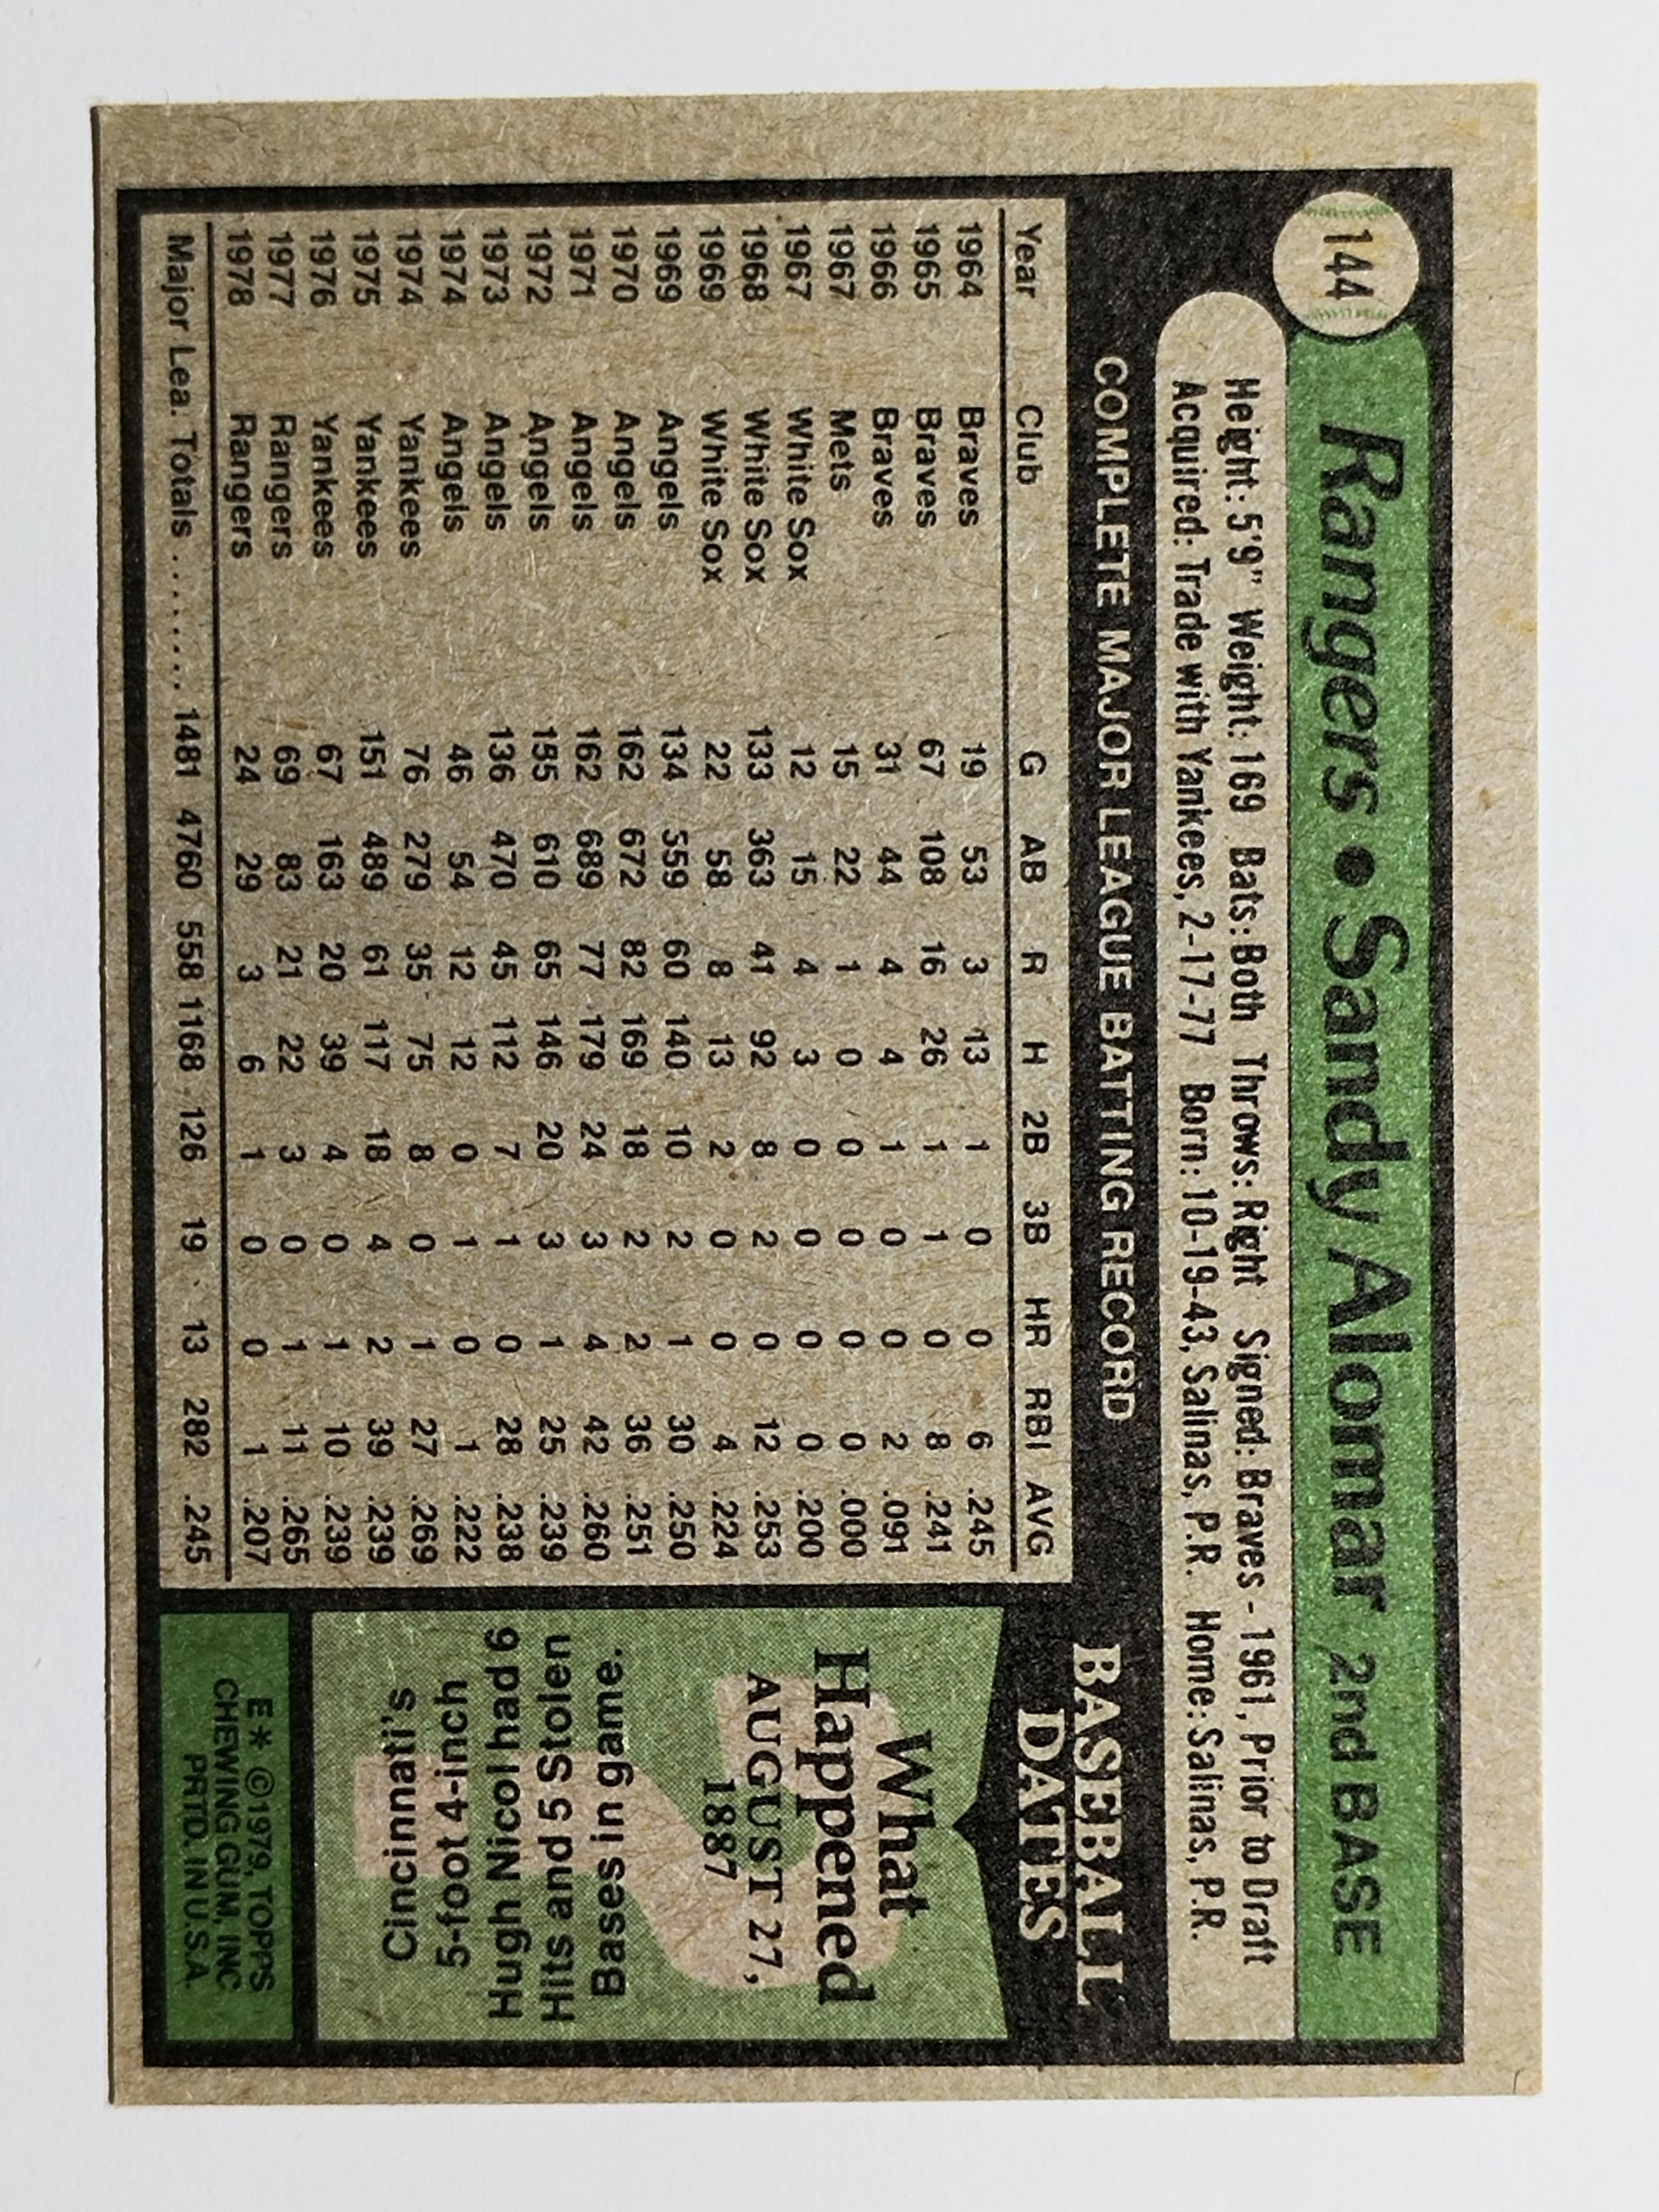 144
Rangers • Sandy Alomar 2nd BASE
Height: 5'9" Weight: 169 Bats: Both Throws: Right Signed: Braves - 1961, Prior to Draft
Acquired: Trade with Yankees, 2-17-77 Born: 10-19-43, Salinas, P.R. Home: Salinas, P.R.
COMPLETE MAJOR LEAGUE BATTING RECORD
Year Club G AB R H 2B 3B HR RBI AVG
1964 Braves 19 53 3 13 1 0 0 6 .245
1965 Braves 67 108 16 26 1 1 0 8 .241
1966 Braves 31 44 4 4 1 0 0 2 .091
1967 Mets 15 22 1 0 0 0 0 0 .000
1967 White Sox 12 15 4 3 0 0 0 0 .200
1968 White Sox 133 363 41 92 8 2 0 12 .253
1969 White Sox 22 58 8 13 2 0 0 4 .224
1969 Angels 134 559 60 140 10 2 1 30 .250
1970 Angels 162 672 82 169 18 2 2 36 .251
1971 Angels 162 689 77 179 24 3 4 42 .260
1972 Angels 155 610 65 146 20 3 1 25 .239
1973 Angels 136 470 45 112 7 1 0 28 .238
1974 Angels 46 54 12 12 0 1 0 1 .222
1974 Yankees 76 279 35 75 8 0 1 27 .269
1975 Yankees 151 489 61 117 18 4 2 39 .239
1976 Yankees 67 163 20 39 4 0 1 10 .239
1977 Rangers 69 83 21 22 3 0 1 11 .265
1978 Rangers 24 29 3 6 1 0 0 1 .207
Major Lea. Totals ........ 1481 4760 558 1168 126 19 13 282 .245
BASEBALL
DATES
What
Happened
AUGUST 27,
1887
Cincinnati's
5-foot 4-inch
Hugh Nicol had 6
Hits and 5 Stolen
Bases in game.
E* ©1979, TOPPS
CHEWING GUM, INC
PRTD. IN U.S.A.